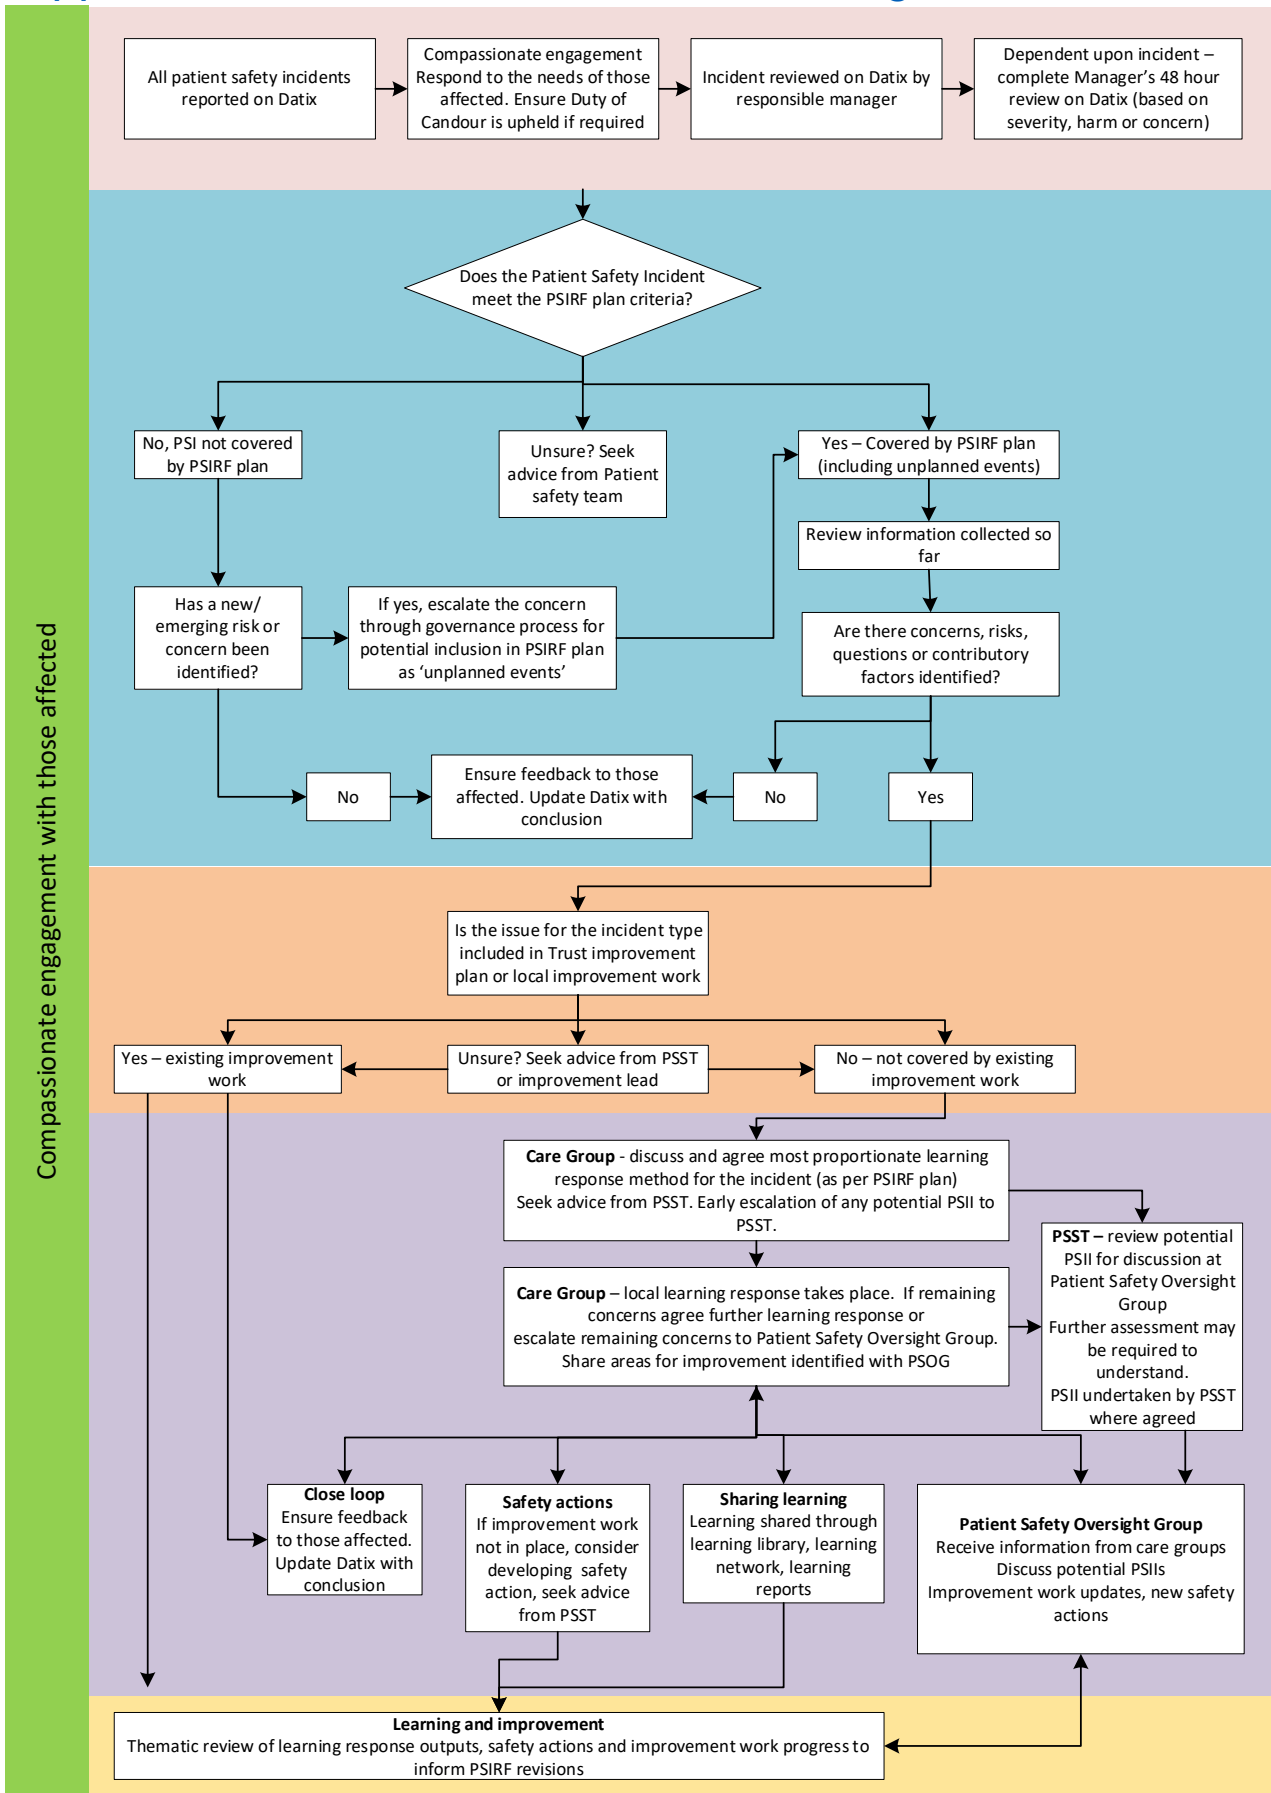 All patient safety incidents
reported on Datix
Compassionate engagement
Respond to the needs of those
affected. Ensure Duty of
Candour is upheld if required
Incident reviewed on Datix by
responsible manager
Dependent upon incident –
complete Manager's 48 hour
review on Datix (based on
severity, harm or concern)
Compassionate engagement with those affected
Does the Patient Safety Incident
meet the PSIRF plan criteria?
No, PSI not covered
by PSIRF plan
Unsure? Seek
advice from Patient
safety team
Yes – Covered by PSIRF plan
(including unplanned events)
Review information collected so
far
Has a new/
emerging risk or
concern been
identified?
If yes, escalate the concern
through governance process for
potential inclusion in PSIRF plan
as ‘unplanned events’
Are there concerns, risks,
questions or contributory
factors identified?
No
Ensure feedback to those
affected. Update Datix with
conclusion
No
Yes
Is the issue for the incident type
included in Trust improvement
plan or local improvement work
Yes – existing improvement
work
Unsure? Seek advice from PSST
or improvement lead
No – not covered by existing
improvement work
Care Group - discuss and agree most proportionate learning
response method for the incident (as per PSIRF plan)
Seek advice from PSST. Early escalation of any potential PSII to
PSST.
PSST – review potential
PSII for discussion at
Patient Safety Oversight
Group
Further assessment may
be required to
understand.
PSII undertaken by PSST
where agreed
Care Group – local learning response takes place.  If remaining
concerns agree further learning response or
escalate remaining concerns to Patient Safety Oversight Group.
Share areas for improvement identified with PSOG
Close loop
Ensure feedback
to those affected.
Update Datix with
conclusion
Safety actions
If improvement work
not in place, consider
developing  safety
action, seek advice
from PSST
Sharing learning
Learning shared through
learning library, learning
network, learning
reports
Patient Safety Oversight Group
Receive information from care groups
Discuss potential PSIIs
Improvement work updates, new safety
actions
Learning and improvement
Thematic review of learning response outputs, safety actions and improvement work progress to
inform PSIRF revisions